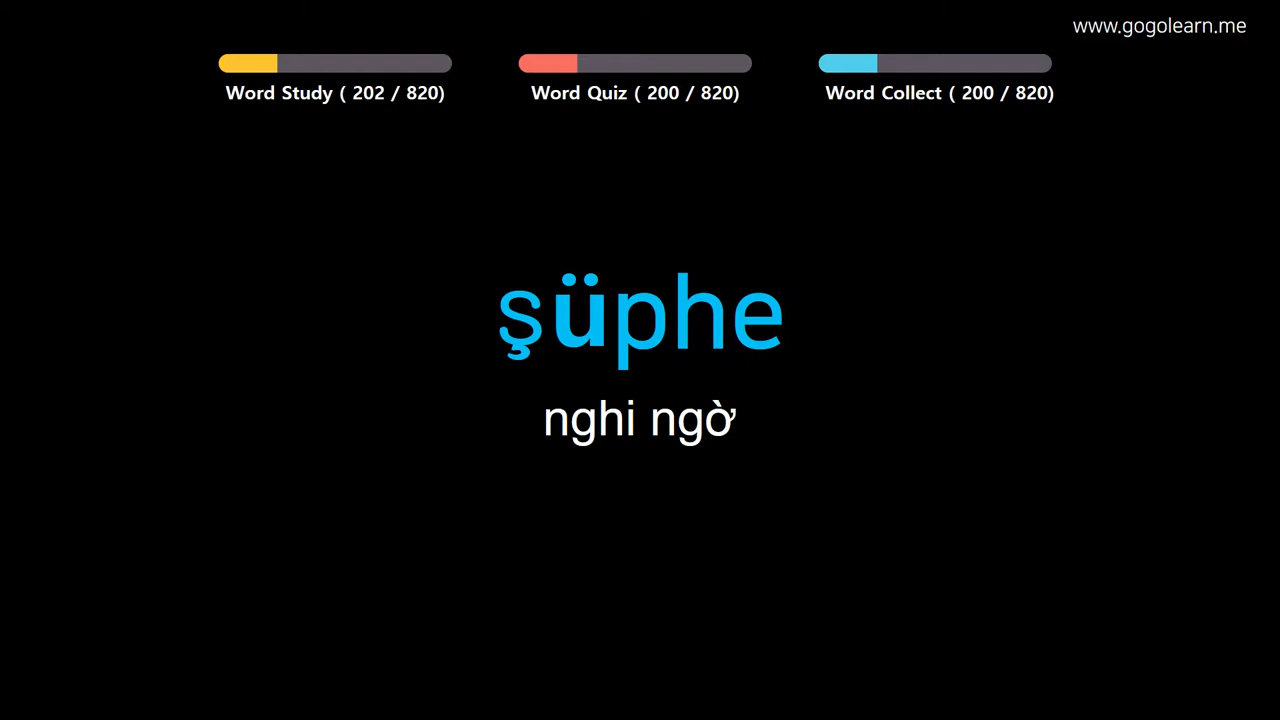 www.gogolearn.me
Word Study ( 202 / 820)
Word Quiz ( 200 / 820)
Word Collect ( 200 / 820)
şüphe
nghi ngờ